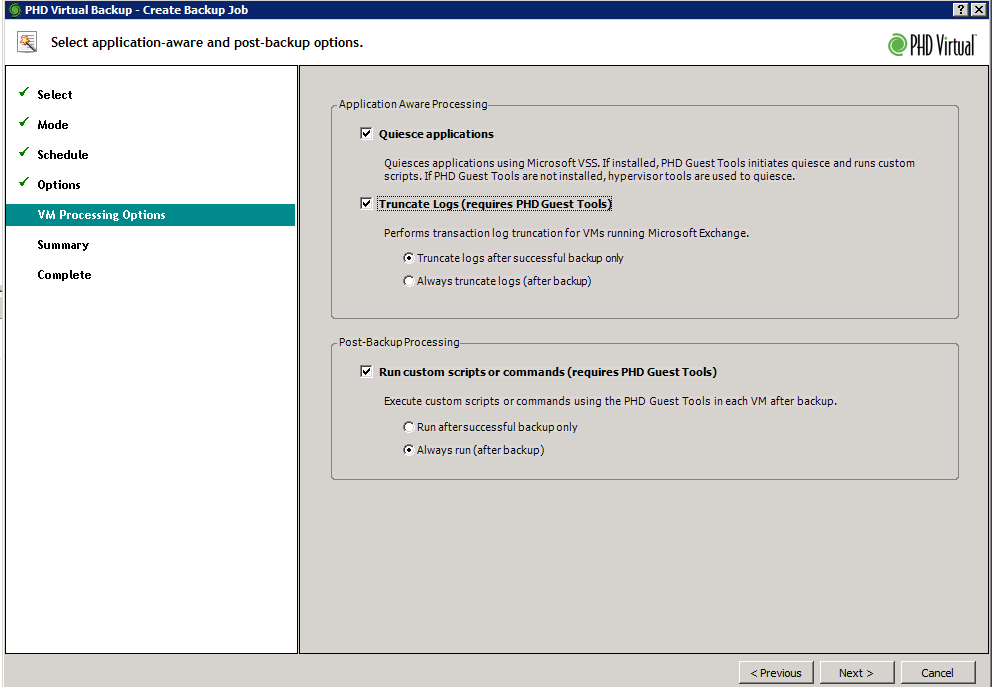 PHD Virtual Backup - Create Backup Job
Select application-aware and post-backup options.
PHD Virtual
Select
Mode
Schedule
Options
VM Processing Options
Summary
Complete
Application Aware Processing
Quiesce applications
Quiesces applications using Microsoft VSS. If installed, PHD Guest Tools initiates quiesce and runs custom
scripts. If PHD Guest Tools are not installed, hypervisor tools are used to quiesce.
Truncate Logs (requires PHD Guest Tools)
Performs transaction log truncation for VMs running Microsoft Exchange.
Truncate logs after successful backup only
Always truncate logs (after backup)
Post-Backup Processing
Run custom scripts or commands (requires PHD Guest Tools)
Execute custom scripts or commands using the PHD Guest Tools in each VM after backup.
Run after successful backup only
Always run (after backup)
< Previous
Next >
Cancel